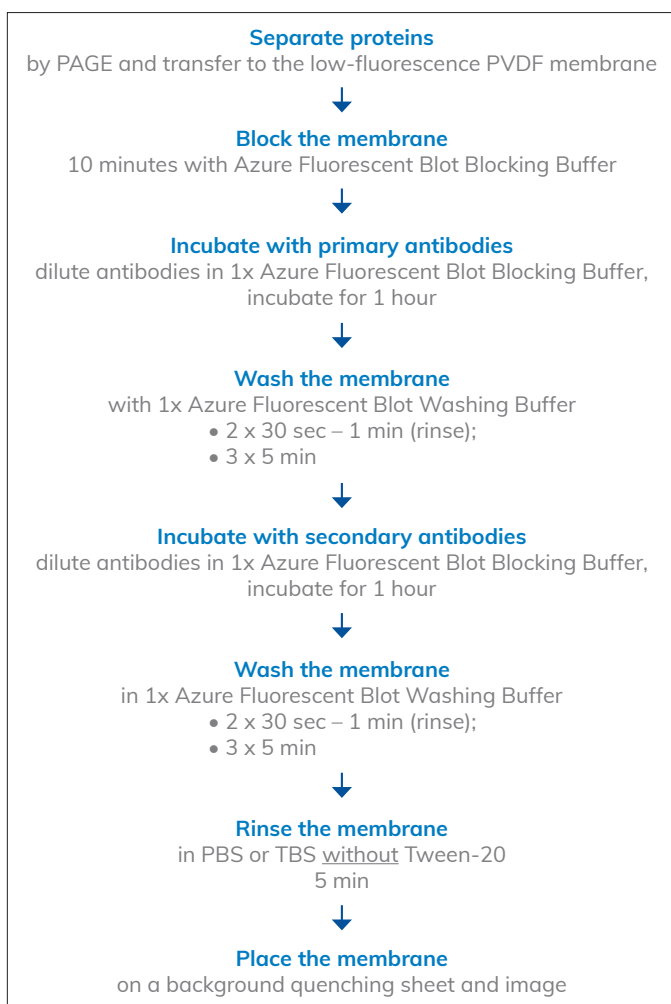 Separate proteins
by PAGE and transfer to the low-fluorescence PVDF membrane
Block the membrane
10 minutes with Azure Fluorescent Blot Blocking Buffer
Incubate with primary antibodies
dilute antibodies in 1x Azure Fluorescent Blot Blocking Buffer,
incubate for 1 hour
Wash the membrane
with 1x Azure Fluorescent Blot Washing Buffer
• 2 x 30 sec – 1 min (rinse);
• 3 x 5 min
Incubate with secondary antibodies
dilute antibodies in 1x Azure Fluorescent Blot Blocking Buffer,
incubate for 1 hour
Wash the membrane
in 1x Azure Fluorescent Blot Washing Buffer
• 2 x 30 sec – 1 min (rinse);
• 3 x 5 min
Rinse the membrane
in PBS or TBS without Tween-20
5 min
Place the membrane
on a background quenching sheet and image